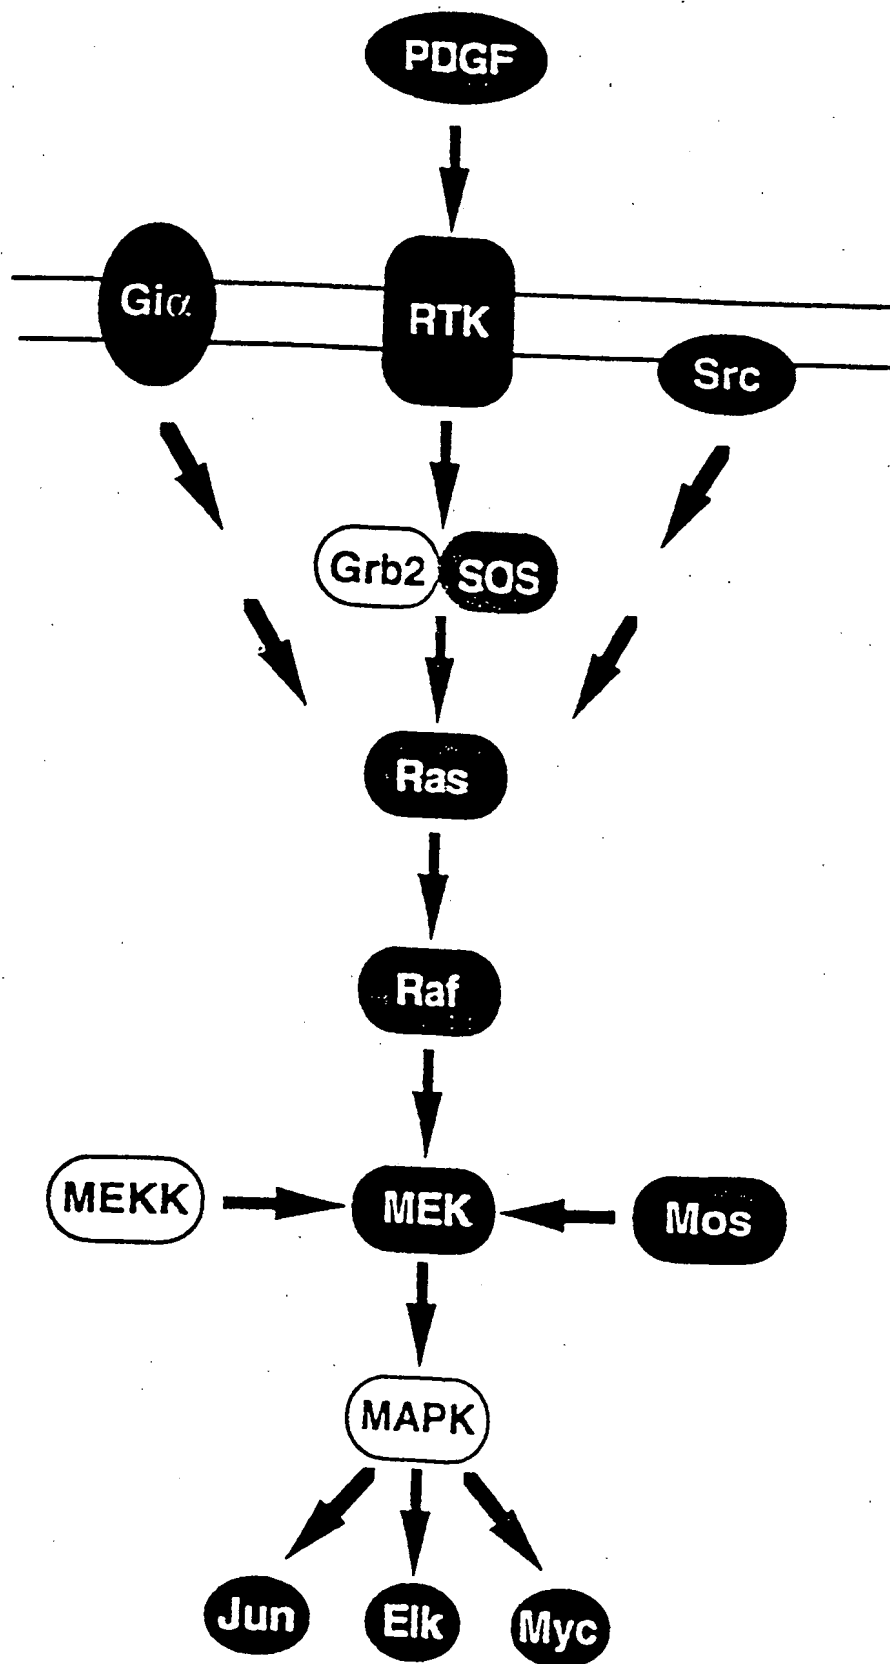 PDGF
Giα
RTK
Src
Grb2
SOS
Ras
Raf
MEKK
MEK
Mos
MAPK
Jun
Elk
Myc